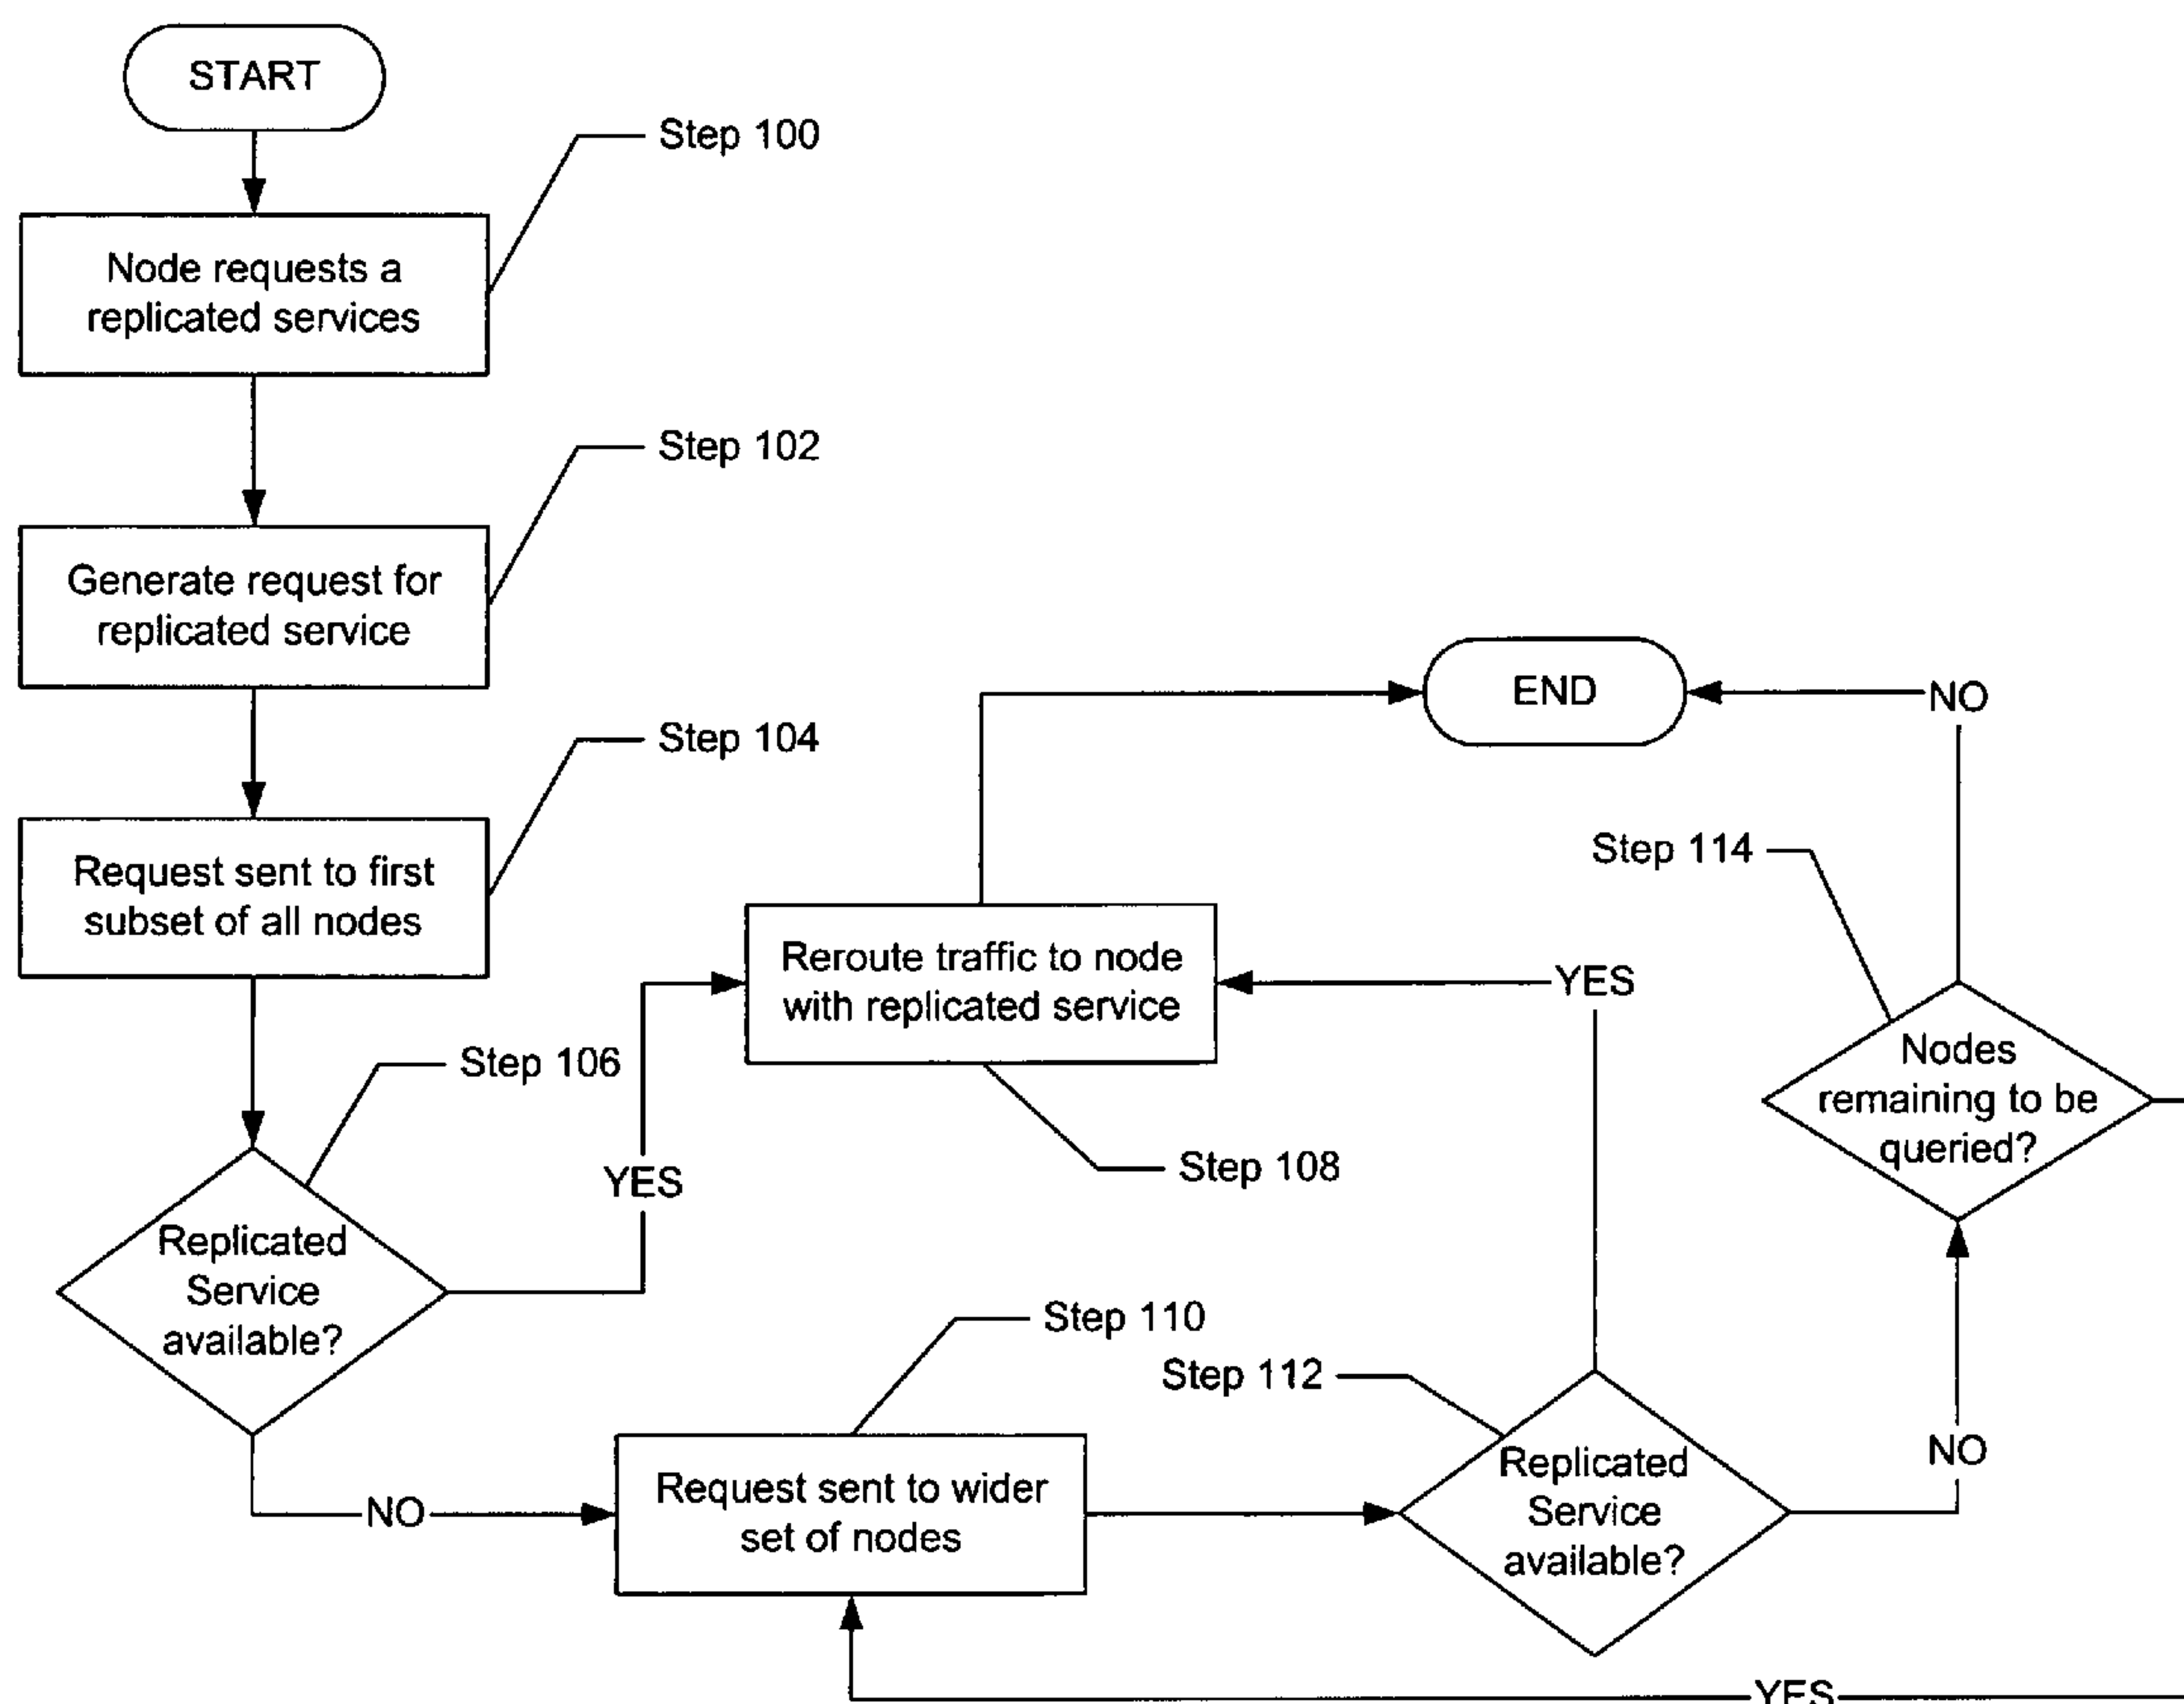 START
Step 100
Node requests a
replicated services
Step 102
Generate request for
replicated service
Step 104
Request sent to first
subset of all nodes
Step 106
Replicated
Service
available?
YES
NO
Reroute traffic to node
with replicated service
Step 108
END
Step 110
Request sent to wider
set of nodes
Step 112
Replicated
Service
available?
YES
NO
Step 114
Nodes
remaining to be
queried?
NO
YES